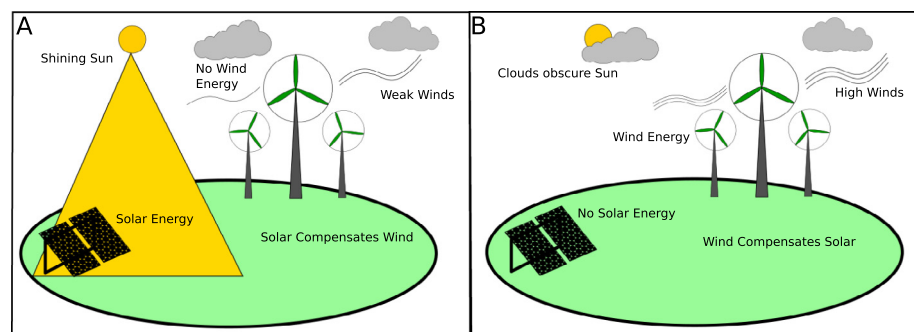 A
Shining Sun
No Wind
Energy
Weak Winds
Solar Energy
Solar Compensates Wind
B
Clouds obscure Sun
High Winds
Wind Energy
No Solar Energy
Wind Compensates Solar